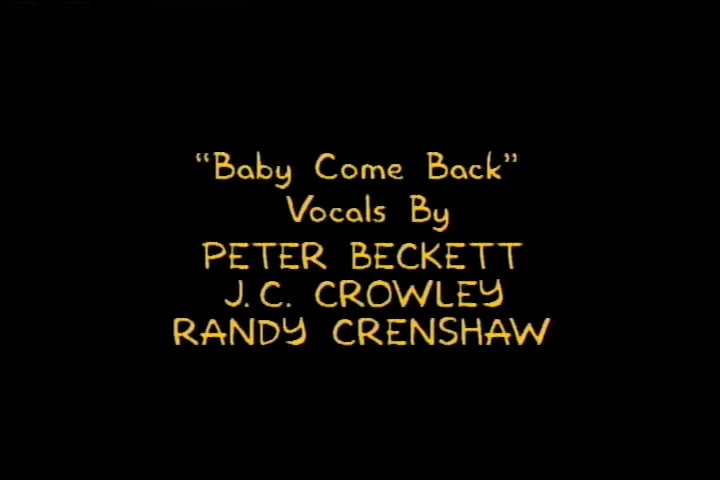 “Baby Come Back”
Vocals By
PETER BECKETT
J.C. CROWLEY
RANDY CRENSHAW